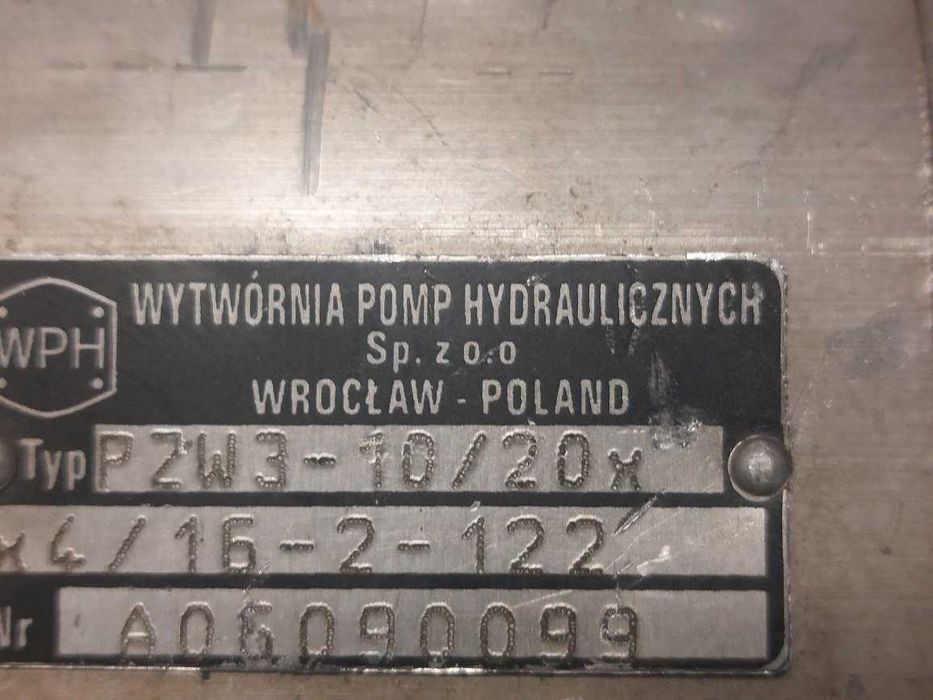 WYTWÓRNIA POMP HYDRAULICZNYCH
WPH
Sp. z o.o
WROCŁAW - POLAND
Typ PZW3-10/20x
x4/16-2-122
Nr A06090099